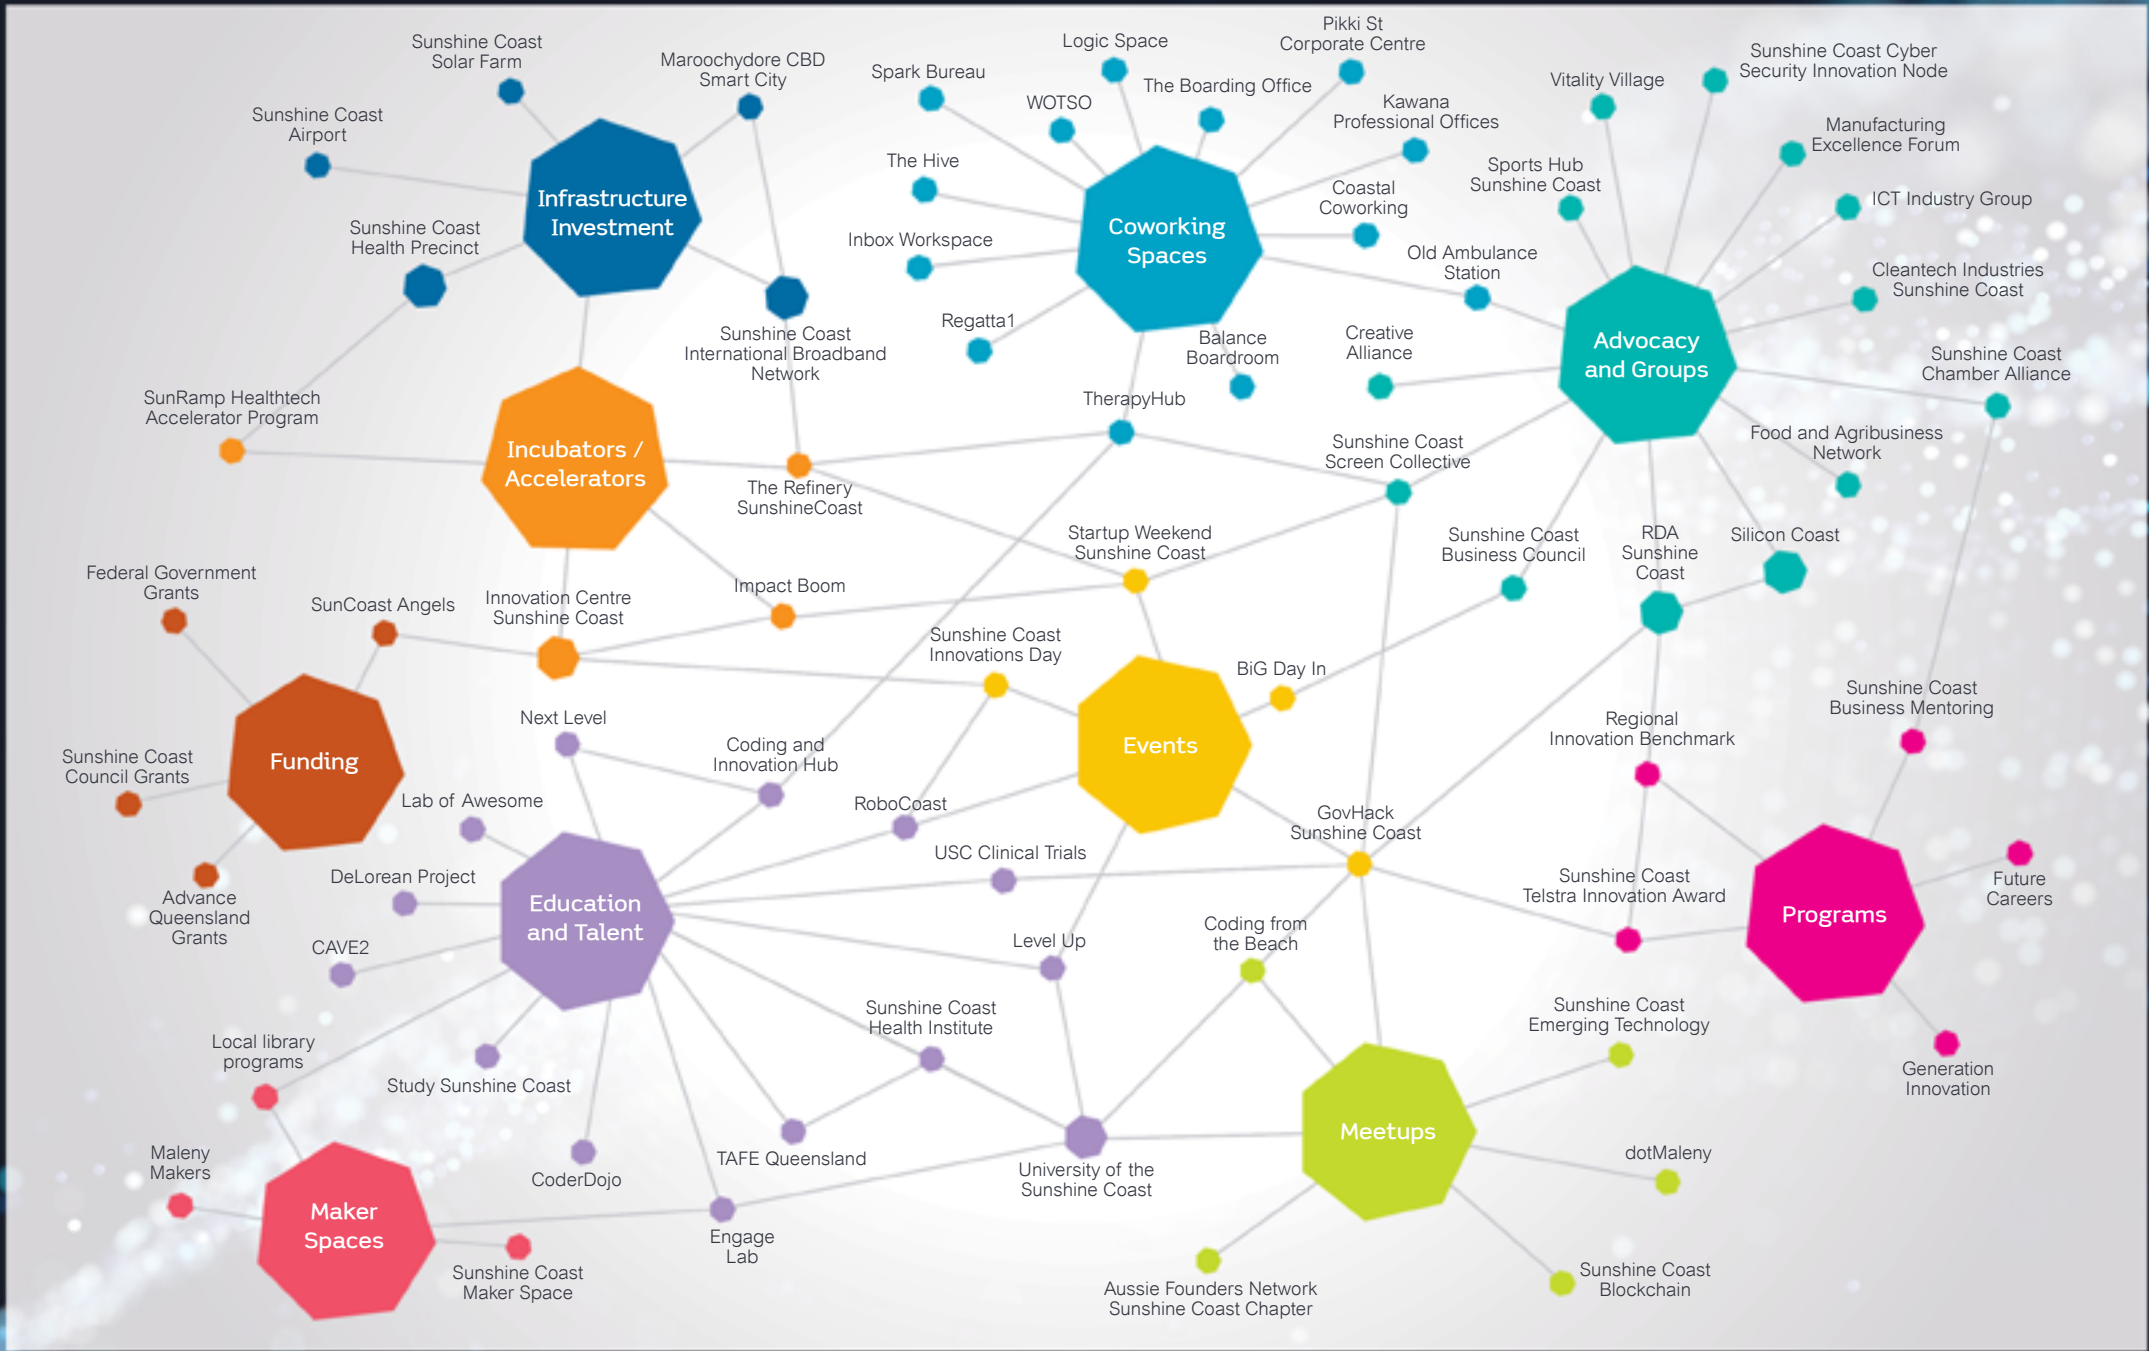 Sunshine Coast
Solar Farm
Maroochydore CBD
Smart City
Sunshine Coast
Airport
Infrastructure
Investment
Sunshine Coast
Health Precinct
Sunshine Coast
International Broadband
Network
Spark Bureau
Logic Space
Pikki St
Corporate Centre
WOTSO
The Boarding Office
Kawana
Professional Offices
The Hive
Coastal
Coworking
Coworking
Spaces
Inbox Workspace
Old Ambulance
Station
Regatta1
Balance
Boardroom
TherapyHub
Vitality Village
Sunshine Coast Cyber
Security Innovation Node
Manufacturing
Excellence Forum
Sports Hub
Sunshine Coast
ICT Industry Group
Cleantech Industries
Sunshine Coast
Creative
Alliance
Advocacy
and Groups
Sunshine Coast
Chamber Alliance
Food and Agribusiness
Network
Sunshine Coast
Screen Collective
Sunshine Coast
Business Council
RDA
Sunshine
Coast
Silicon Coast
SunRamp Healthtech
Accelerator Program
Incubators /
Accelerators
The Refinery
SunshineCoast
Impact Boom
Innovation Centre
Sunshine Coast
Federal Government
Grants
SunCoast Angels
Funding
Sunshine Coast
Council Grants
Advance
Queensland
Grants
Startup Weekend
Sunshine Coast
Sunshine Coast
Innovations Day
BiG Day In
Events
GovHack
Sunshine Coast
Next Level
Coding and
Innovation Hub
Lab of Awesome
RoboCoast
USC Clinical Trials
DeLorean Project
Education
and Talent
CAVE2
Level Up
Sunshine Coast
Health Institute
Study Sunshine Coast
CoderDojo
TAFE Queensland
University of the
Sunshine Coast
Engage
Lab
Regional
Innovation Benchmark
Sunshine Coast
Business Mentoring
Sunshine Coast
Telstra Innovation Award
Programs
Future
Careers
Generation
Innovation
Coding from
the Beach
Sunshine Coast
Emerging Technology
Meetups
dotMaleny
Aussie Founders Network
Sunshine Coast Chapter
Sunshine Coast
Blockchain
Local library
programs
Maleny
Makers
Maker
Spaces
Sunshine Coast
Maker Space